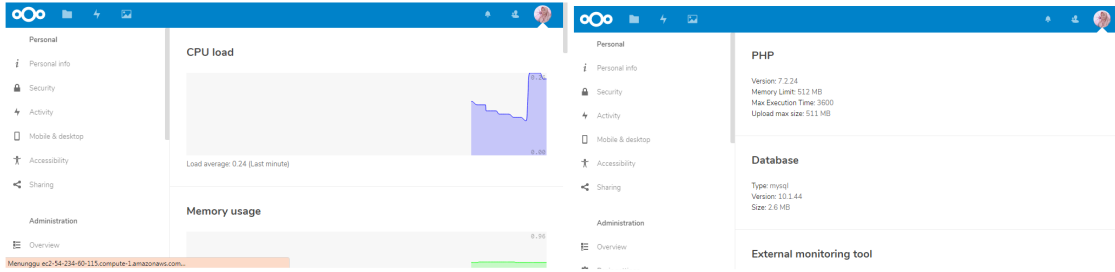 Personal
Personal info
Security
Activity
Mobile & desktop
Accessibility
Sharing
Administration
Overview
Menunggu ec2-54-234-60-115.compute-1.amazonaws.com...
CPU load
0.00
Load average: 0.24 (Last minute)
Memory usage
0.96
Personal
Personal info
Security
Activity
Mobile & desktop
Accessibility
Sharing
Administration
Overview
PHP
Version: 7.2.24
Memory Limit: 512 MB
Max Execution Time: 3600
Upload max size: 511 MB
Database
Type: mysql
Version: 10.1.44
Size: 2.6 MB
External monitoring tool